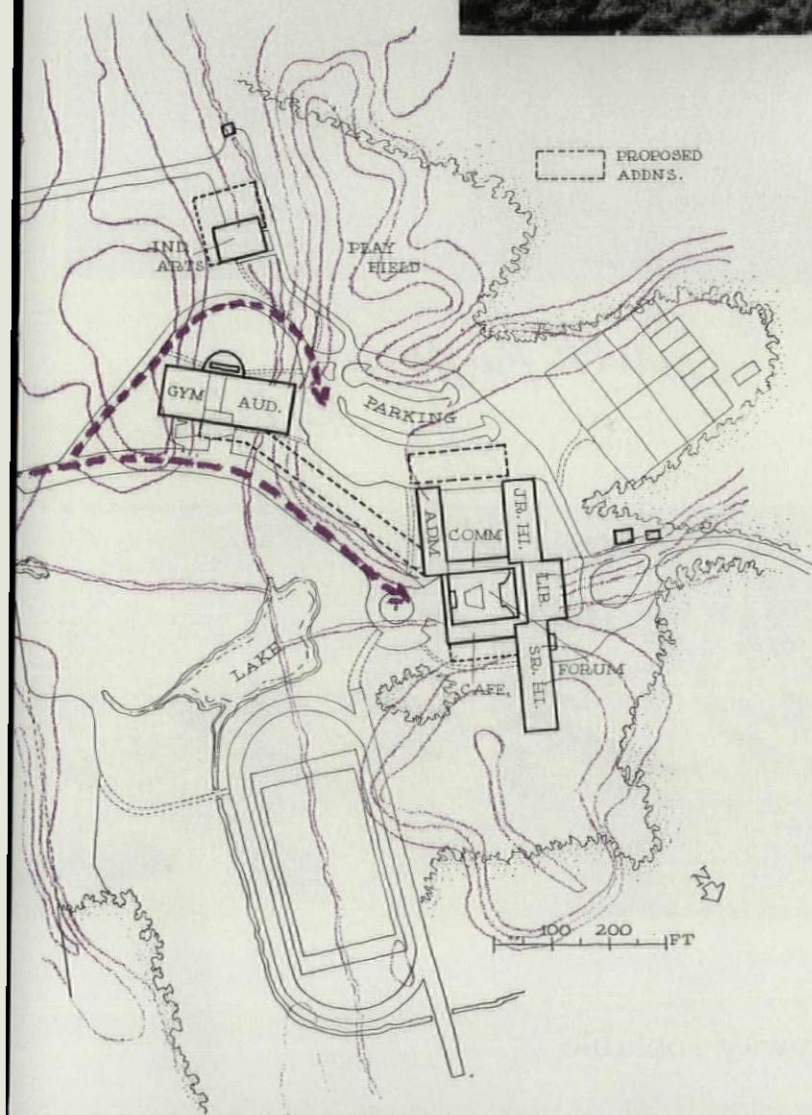 PROPOSED
ADDNS.
IND.
ARTS
PLAY
FIELD
GYM
AUD.
PARKING
ADM
COMM
JR. HI.
LIB.
LAKE
CAFE.
SR. HI.
FORUM
N
100 200
FT